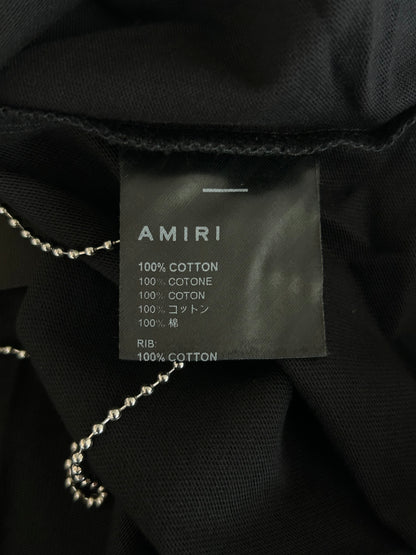 AMIRI
100% COTTON
100% COTONE
100% COTON
100% コットン
100% 棉
RIB:
100% COTTON